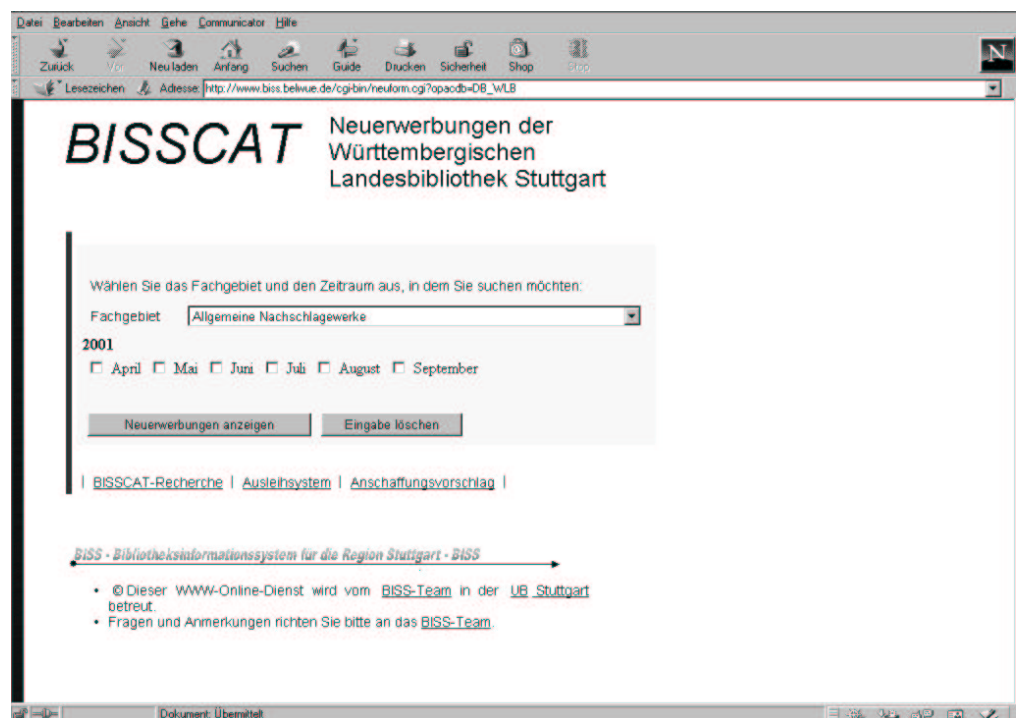 Datei Bearbeiten Ansicht Gehe Communicator Hilfe
Zurück Vor Neu laden Anfang Suchen Guide Drucken Sicherheit Shop Stop
Lesezeichen Adresse: http://www.biss.belwue.de/cgi-bin/neuform.cgi?opacdb=DB_WLB
N
BISSCAT
Neuerwerbungen der
Württembergischen
Landesbibliothek Stuttgart
Wählen Sie das Fachgebiet und den Zeitraum aus, in dem Sie suchen möchten:
Fachgebiet Allgemeine Nachschlagewerke
2001
April Mai Juni Juli August September
Neuerwerbungen anzeigen Eingabe löschen
| BISSCAT-Recherche | Ausleihsystem | Anschaffungsvorschlag |
BISS - Bibliotheksinformationssystem für die Region Stuttgart - BISS
• © Dieser WWW-Online-Dienst wird vom BISS-Team in der UB Stuttgart
betreut.
• Fragen und Anmerkungen richten Sie bitte an das BISS-Team.
Dokument: Übermittelt